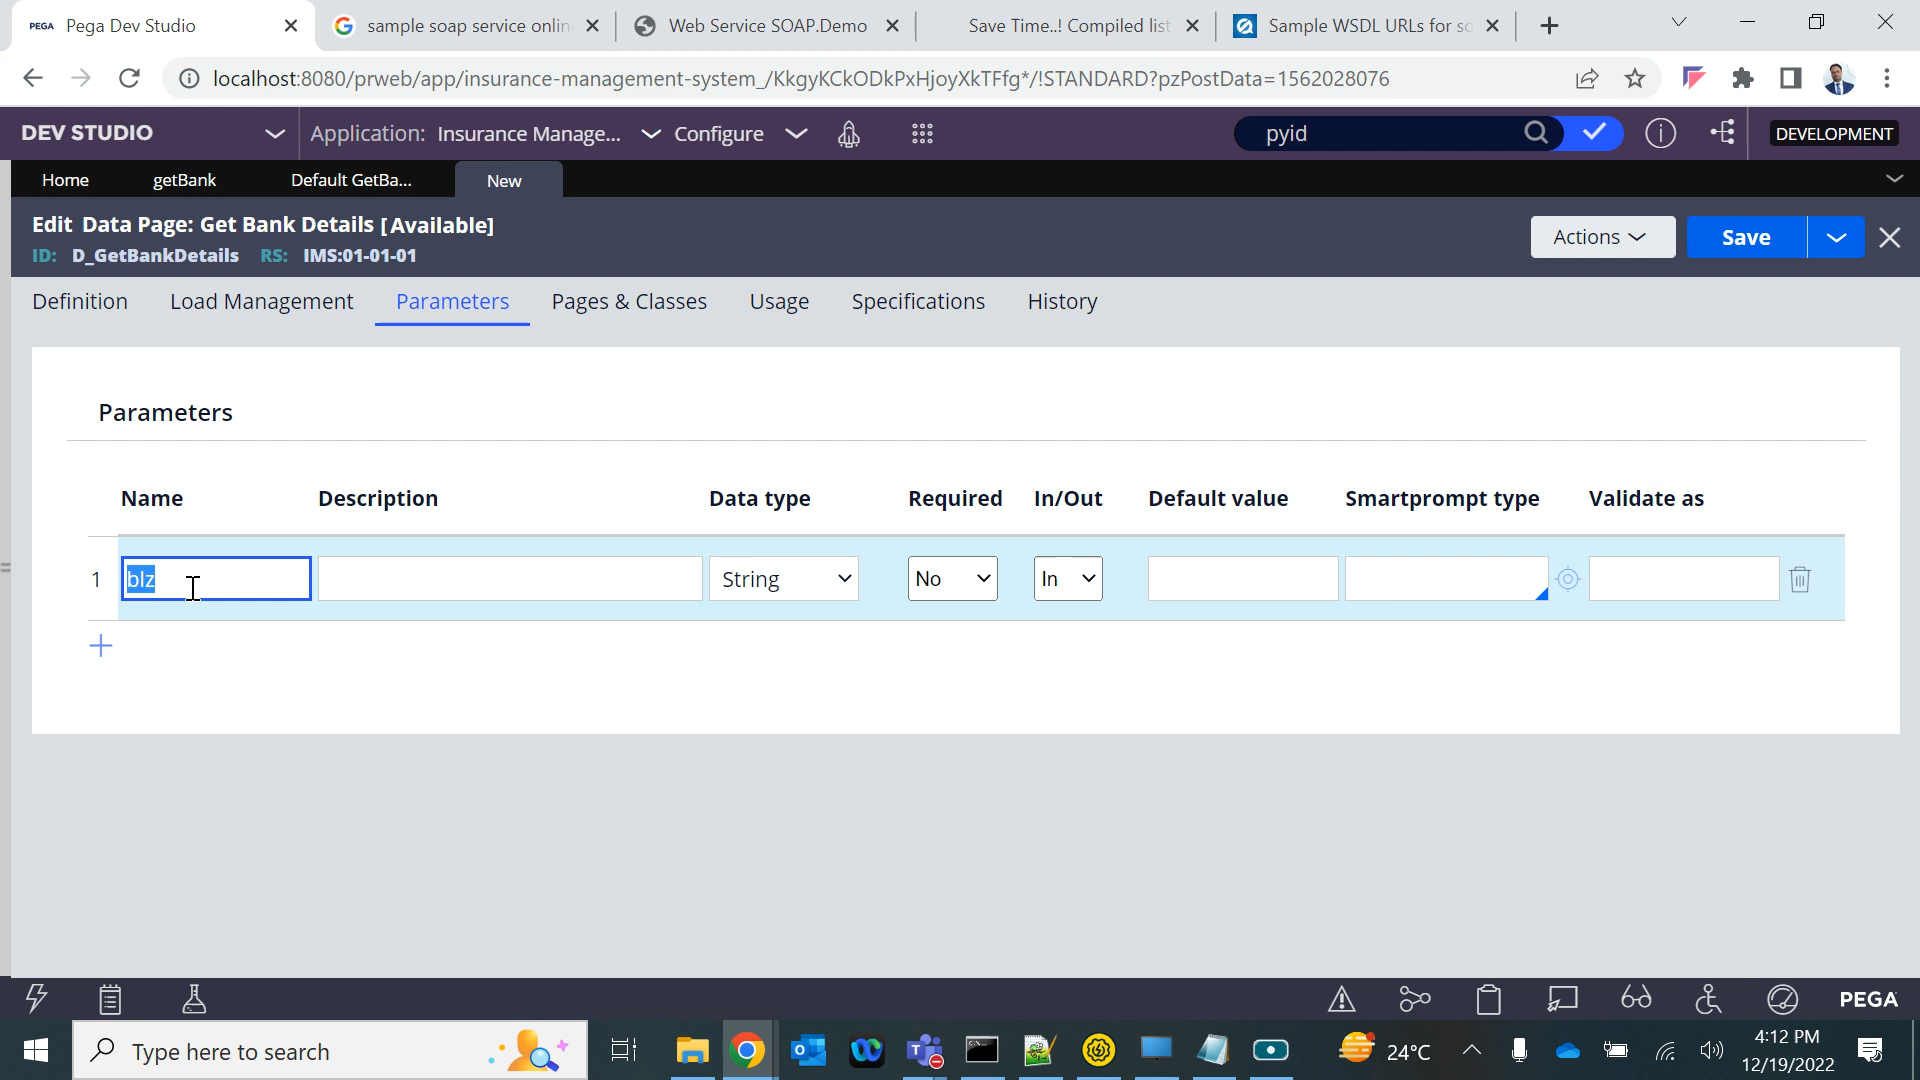 PEGA Pega Dev Studio
sample soap service onlin
Web Service SOAP.Demo
Save Time..! Compiled list
Sample WSDL URLs for so
localhost:8080/prweb/app/insurance-management-system_/KkgyKCkODkPxHjoyXkTFfg*/!STANDARD?pzPostData=1562028076
DEV STUDIO
Application: Insurance Manage...
Configure
pyid
DEVELOPMENT
Home
getBank
Default GetBa...
New
Edit Data Page: Get Bank Details [Available]
ID: D_GetBankDetails RS: IMS:01-01-01
Actions
Save
Definition
Load Management
Parameters
Pages & Classes
Usage
Specifications
History
Parameters
Name
Description
Data type
Required
In/Out
Default value
Smartprompt type
Validate as
1
blz
String
No
In
PEGA
Type here to search
24°C
4:12 PM
12/19/2022